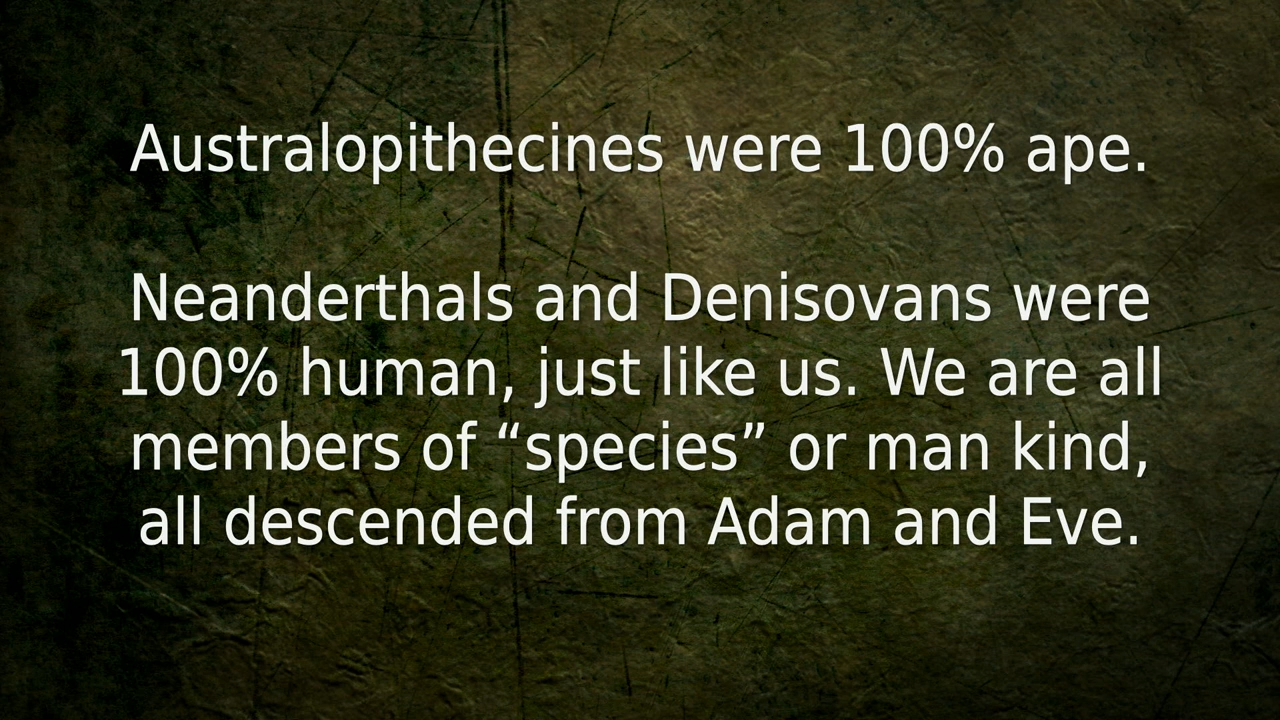 Australopithecines were 100% ape.
Neanderthals and Denisovans were
100% human, just like us. We are all
members of “species” or man kind,
all descended from Adam and Eve.